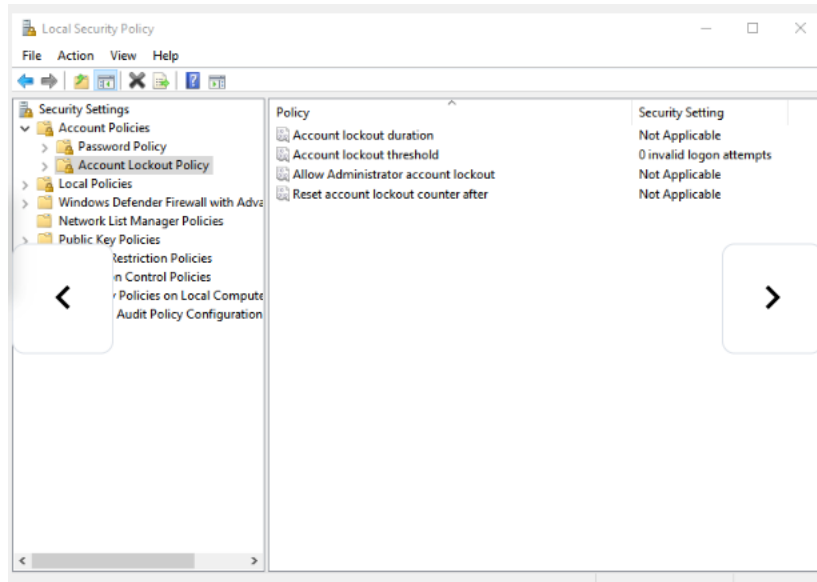 Local Security Policy
File Action View Help
Security Settings
Account Policies
Password Policy
Account Lockout Policy
Local Policies
Windows Defender Firewall with Adva
Network List Manager Policies
Public Key Policies
Restriction Policies
n Control Policies
Policies on Local Compute
Audit Policy Configuration
Policy Security Setting
Account lockout duration Not Applicable
Account lockout threshold 0 invalid logon attempts
Allow Administrator account lockout Not Applicable
Reset account lockout counter after Not Applicable